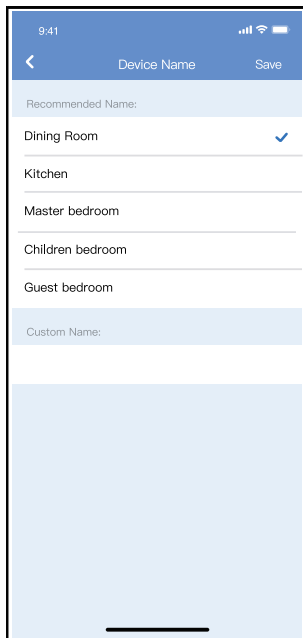 9:41
Device Name
Save
Recommended Name:
Dining Room
Kitchen
Master bedroom
Children bedroom
Guest bedroom
Custom Name: